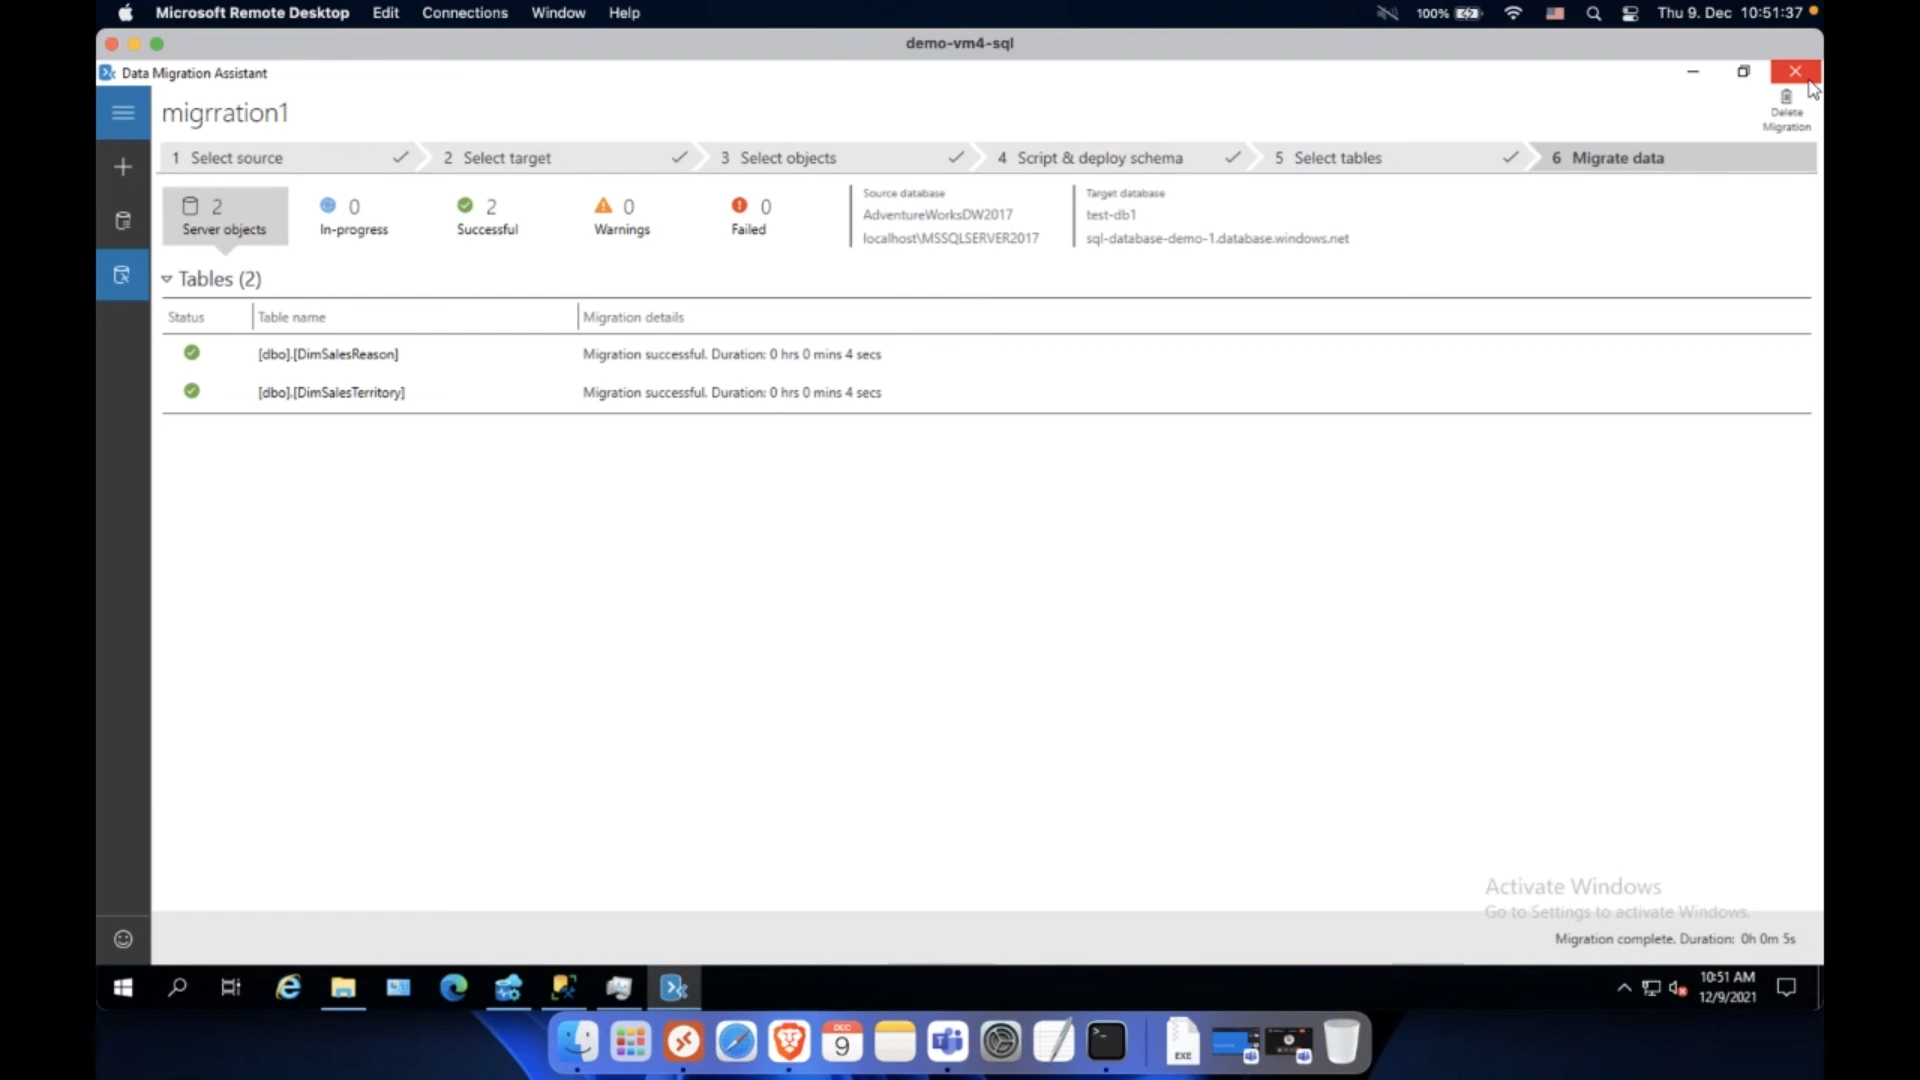 Microsoft Remote Desktop Edit Connections Window Help 100% Thu 9. Dec 10:51:37
demo-vm4-sql
Data Migration Assistant
migrration1
Delete
Migration
1 Select source 2 Select target 3 Select objects 4 Script & deploy schema 5 Select tables 6 Migrate data
2 0 2 0 0
Server objects In-progress Successful Warnings Failed
Source database
AdventureWorksDW2017
localhost\MSSQLSERVER2017
Target database
test-db1
sql-database-demo-1.database.windows.net
Tables (2)
Status Table name Migration details
[dbo].[DimSalesReason] Migration successful. Duration: 0 hrs 0 mins 4 secs
[dbo].[DimSalesTerritory] Migration successful. Duration: 0 hrs 0 mins 4 secs
Activate Windows
Go to Settings to activate Windows.
Migration complete. Duration: 0h 0m 5s
10:51 AM
12/9/2021
DEC
9
EXE